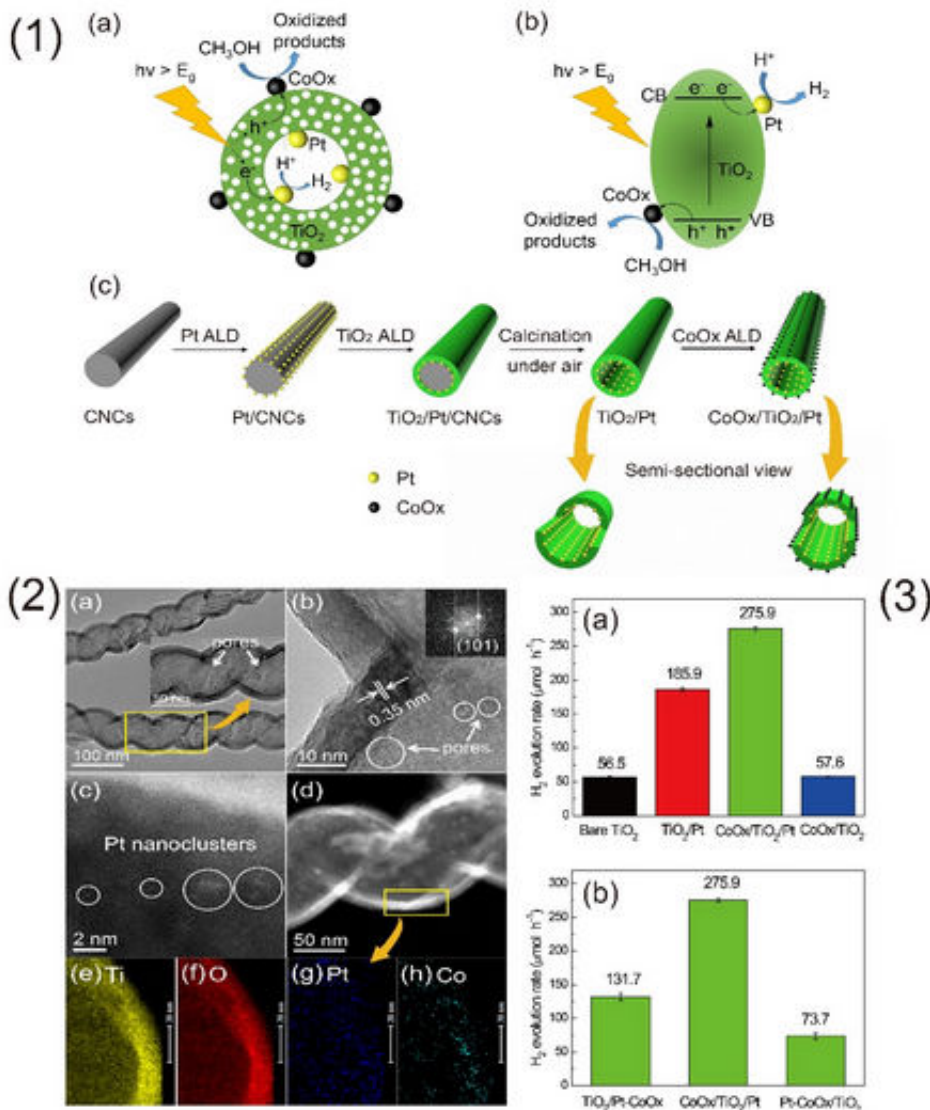 (1)
(a)
CH₃OH
Oxidized
products
hν > E_g
CoOx
h⁺
Pt
H⁺
e⁻
H₂
TiO₂
(b)
H⁺
CB
e⁻ e⁻
H₂
Pt
TiO₂
CoOx
Oxidized
products
VB
h⁺ h⁺
CH₃OH
(c)
Pt ALD
TiO₂ ALD
Calcination
under air
CoOx ALD
CNCs
Pt/CNCs
TiO₂/Pt/CNCs
TiO₂/Pt
CoOx/TiO₂/Pt
Semi-sectional view
Pt
CoOx
(2)
(a)
pores
100 nm
(b)
(101)
0.35 nm
pores
10 nm
(c)
Pt nanoclusters
2 nm
(d)
50 nm
(e) Ti
(f) O
(g) Pt
(h) Co
(3)
(a)
H₂ evolution rate (μmol h⁻¹)
300
250
200
150
100
50
0
56.5
185.9
275.9
57.6
Bare TiO₂
TiO₂/Pt
CoOx/TiO₂/Pt
CoOx/TiO₂
(b)
H₂ evolution rate (μmol h⁻¹)
300
250
200
150
100
50
0
131.7
275.9
73.7
TiO₂/Pt-CoOx
CoOx/TiO₂/Pt
Pt-CoOx/TiO₂